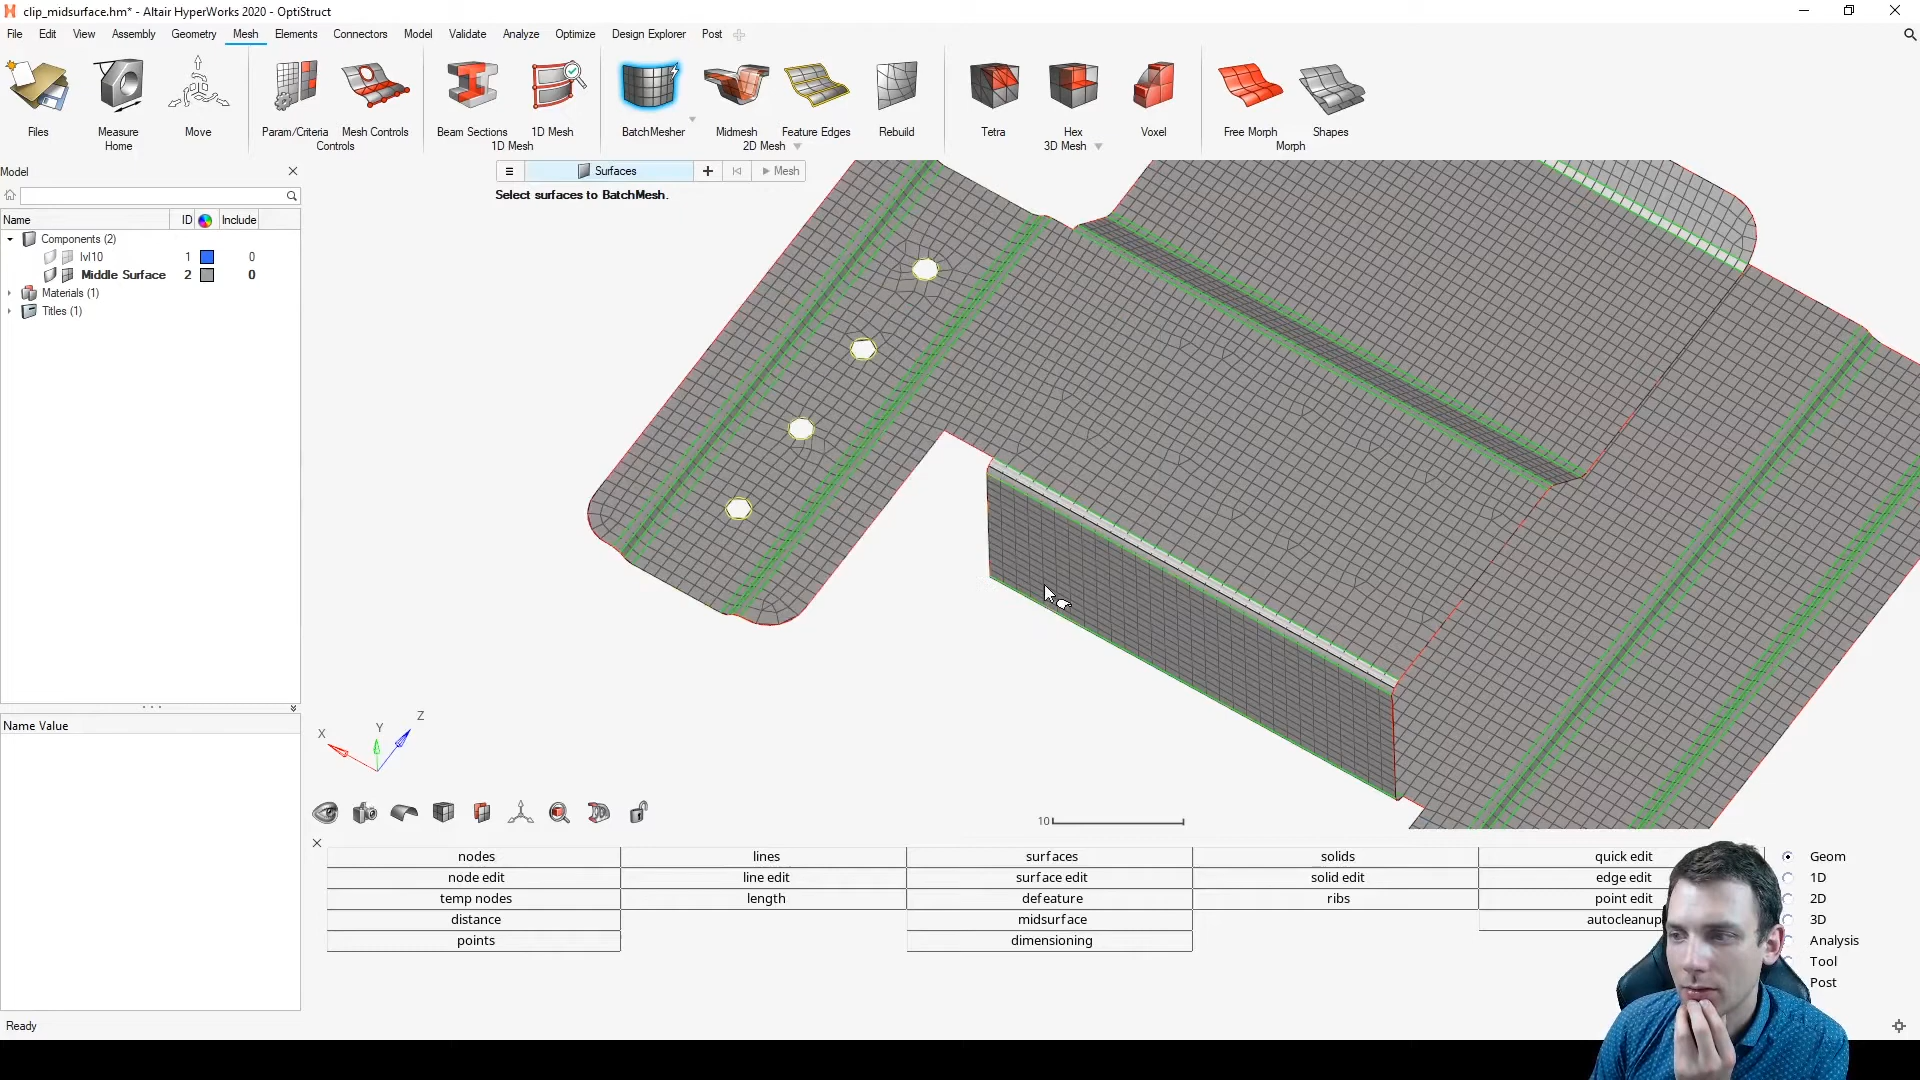 clip_midsurface.hm* - Altair HyperWorks 2020 - OptiStruct
File Edit View Assembly Geometry Mesh Elements Connectors Model Validate Analyze Optimize Design Explorer Post
Files Measure Move Param/Criteria Mesh Controls Beam Sections 1D Mesh BatchMesher Midmesh Feature Edges Rebuild Tetra Hex Voxel Free Morph Shapes
Home Controls 1D Mesh 2D Mesh 3D Mesh Morph
Model
Surfaces
Mesh
Select surfaces to BatchMesh.
Name ID Include
Components (2)
lvl10 1 0
Middle Surface 2 0
Materials (1)
Titles (1)
Name Value
X Y Z
10
nodes lines surfaces solids quick edit Geom
node edit line edit surface edit solid edit edge edit 1D
temp nodes length defeature ribs point edit 2D
distance midsurface autocleanup 3D
points dimensioning Analysis
Tool
Post
Ready